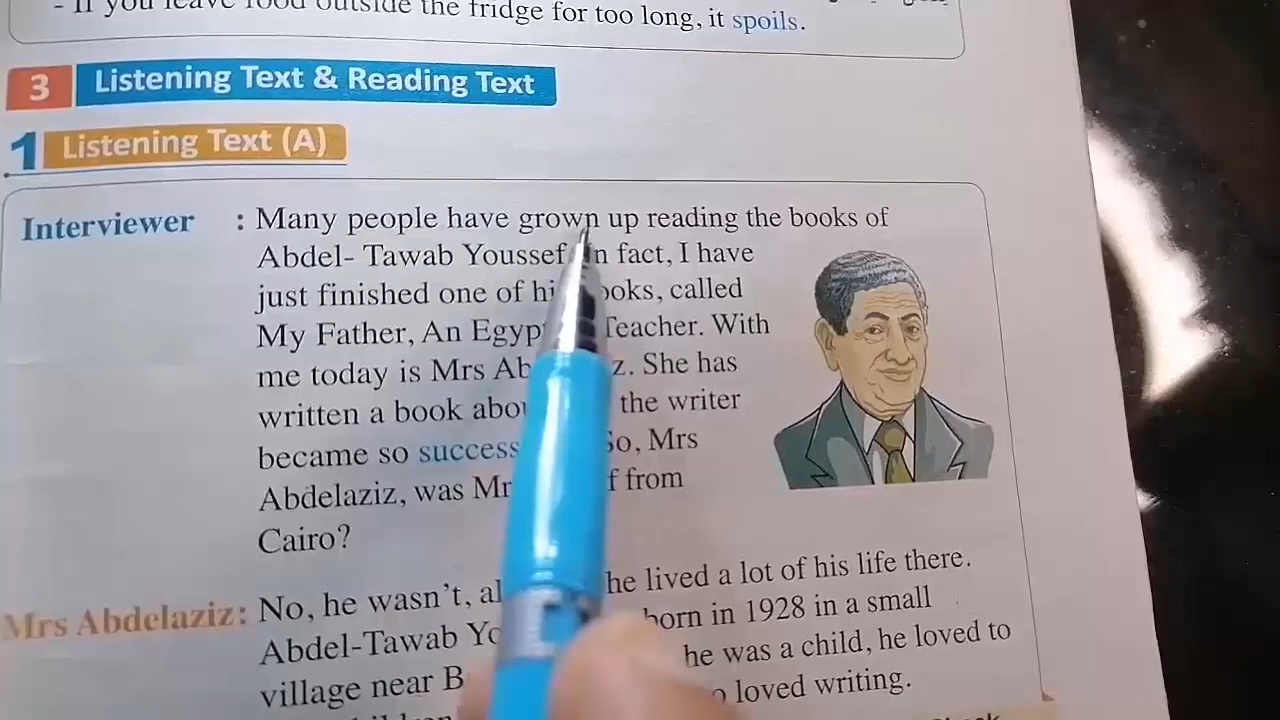 - If you leave food outside the fridge for too long, it spoils.
3 Listening Text & Reading Text
1 Listening Text (A)
Interviewer : Many people have grown up reading the books of
Abdel- Tawab Youssef. In fact, I have
just finished one of his books, called
My Father, An Egyp Teacher. With
me today is Mrs Ab z. She has
written a book abou the writer
became so success So, Mrs
Abdelaziz, was Mr f from
Cairo?
Mrs Abdelaziz: No, he wasn't, al he lived a lot of his life there.
Abdel-Tawab Yo born in 1928 in a small
village near B he was a child, he loved to
loved writing.